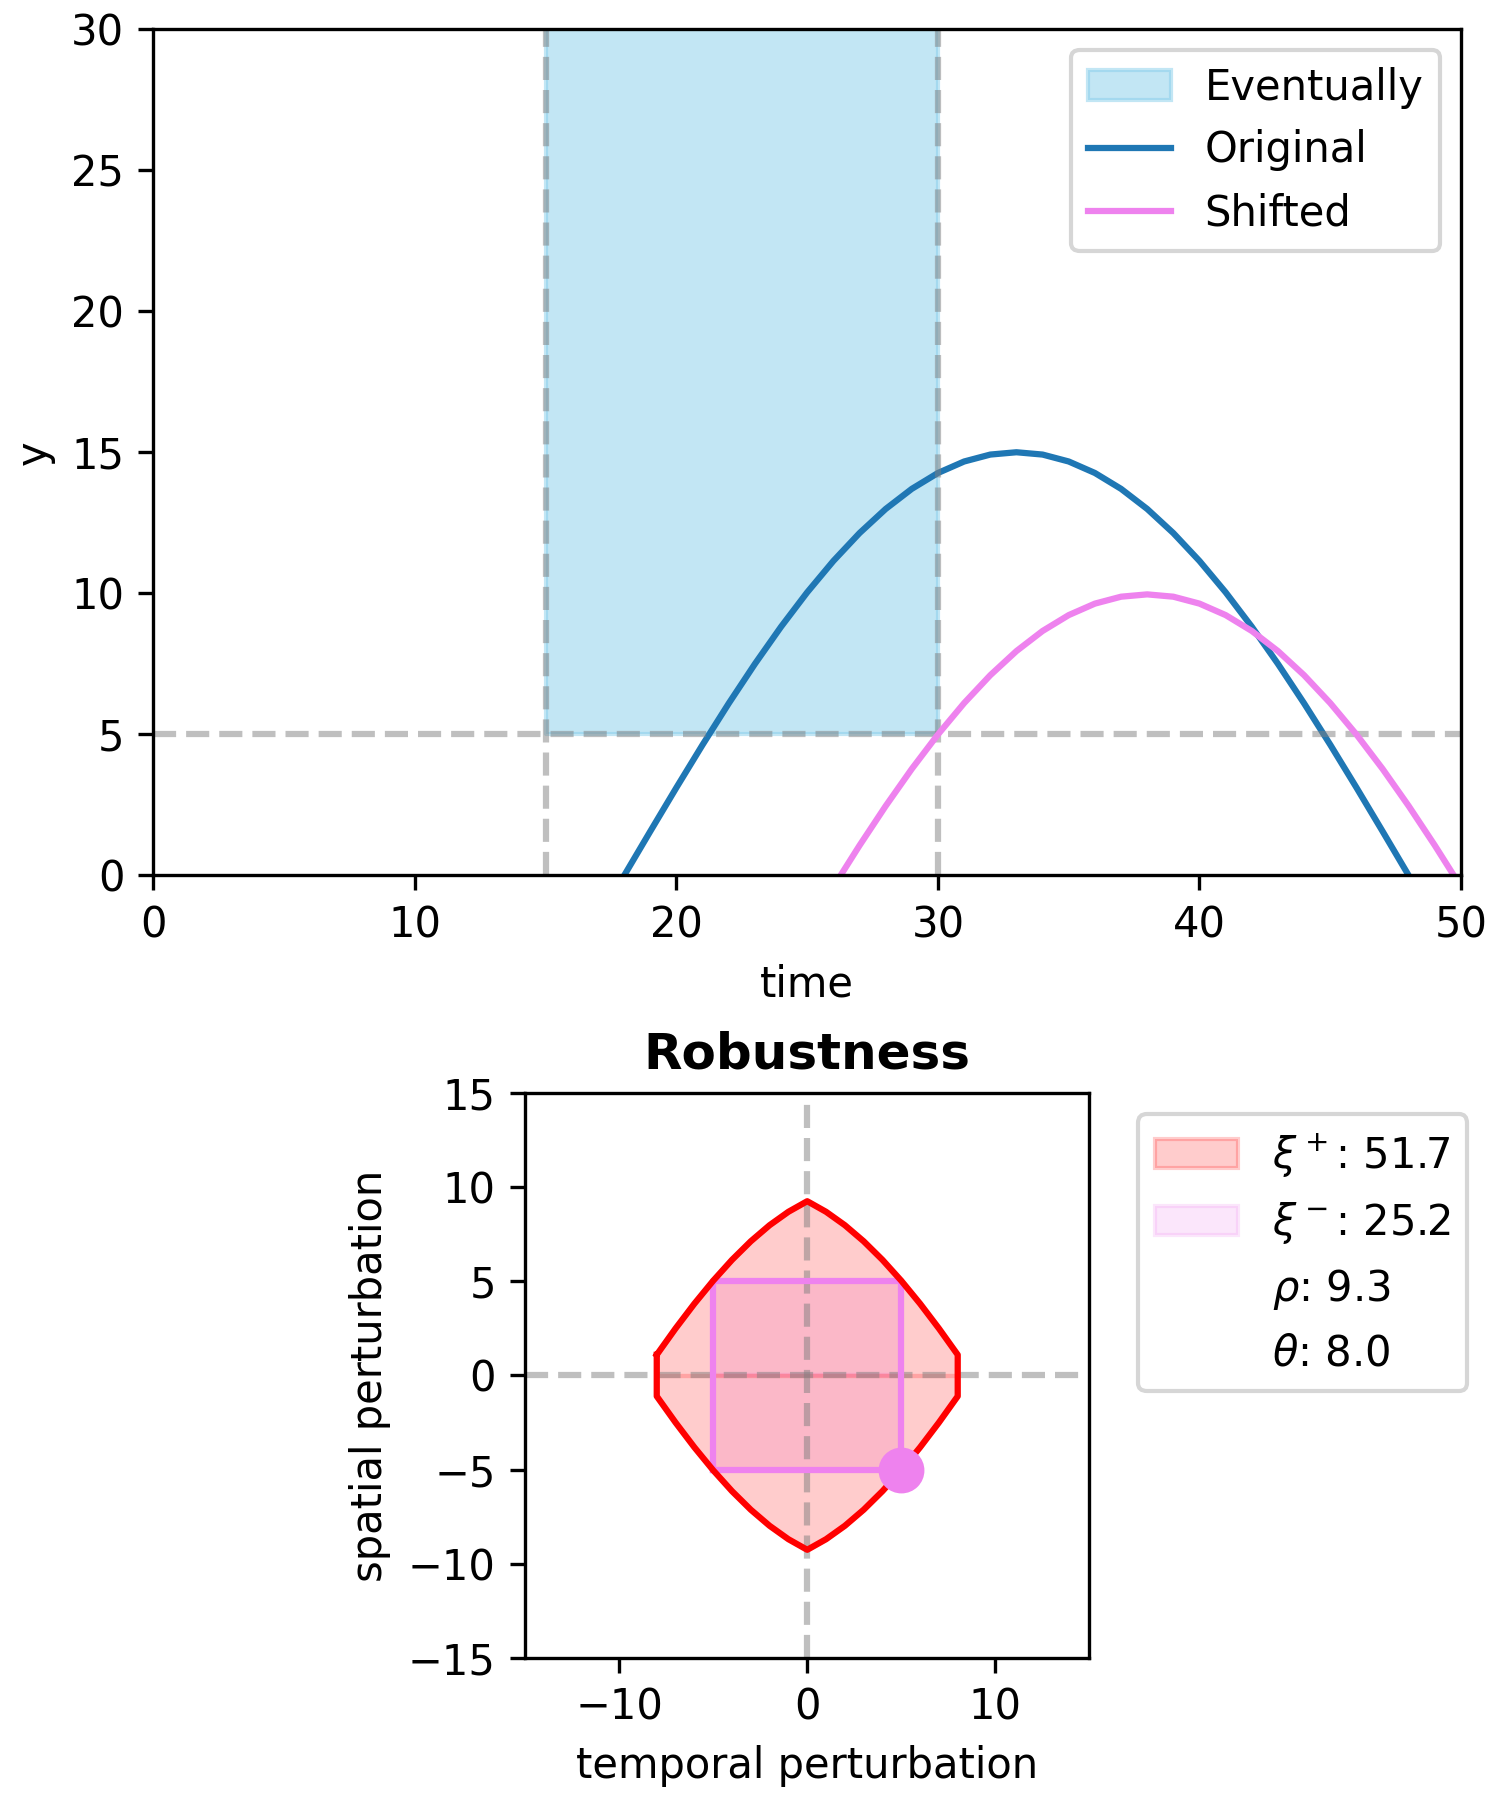 30
25
20
15
10
5
0
y
Eventually
Original
Shifted
0 10 20 30 40 50
time
Robustness
15
10
5
0
−5
−10
−15
spatial perturbation
ξ⁺: 51.7
ξ⁻: 25.2
ρ: 9.3
θ: 8.0
−10 0 10
temporal perturbation